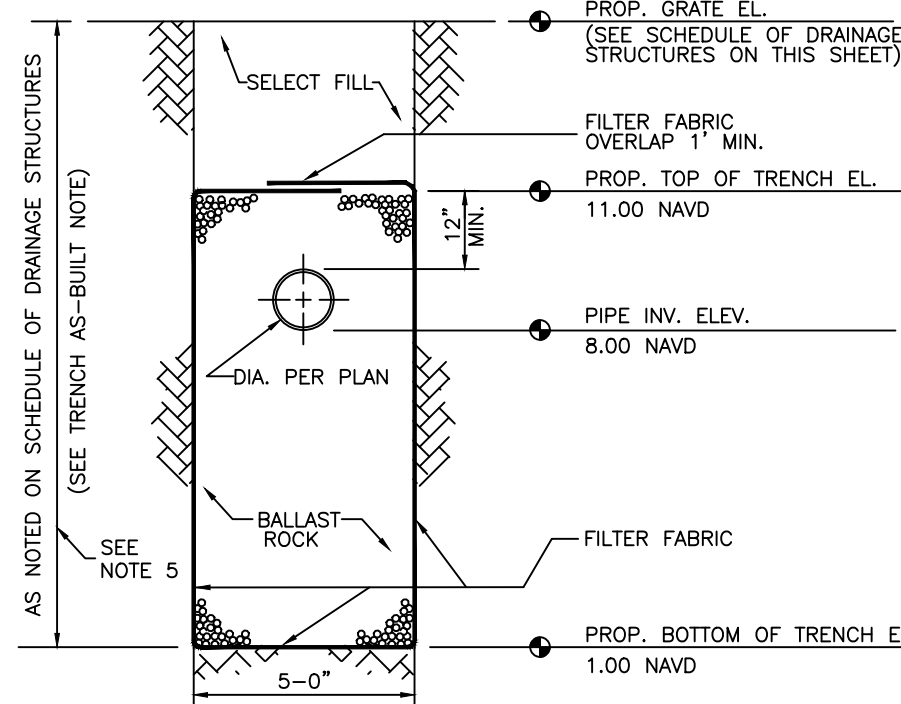 PROP. GRATE EL.
(SEE SCHEDULE OF DRAINAGE
STRUCTURES ON THIS SHEET)
SELECT FILL
FILTER FABRIC
OVERLAP 1' MIN.
PROP. TOP OF TRENCH EL.
11.00 NAVD
12"
MIN.
AS NOTED ON SCHEDULE OF DRAINAGE STRUCTURES
(SEE TRENCH AS-BUILT NOTE)
PIPE INV. ELEV.
8.00 NAVD
DIA. PER PLAN
BALLAST
ROCK
SEE
NOTE 5
FILTER FABRIC
PROP. BOTTOM OF TRENCH E
1.00 NAVD
5-0"